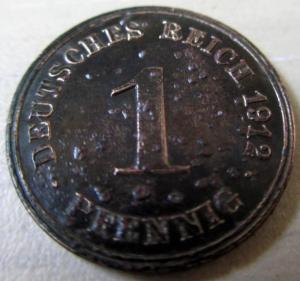 DEUTSCHES REICH 1912
1
PFENNIG